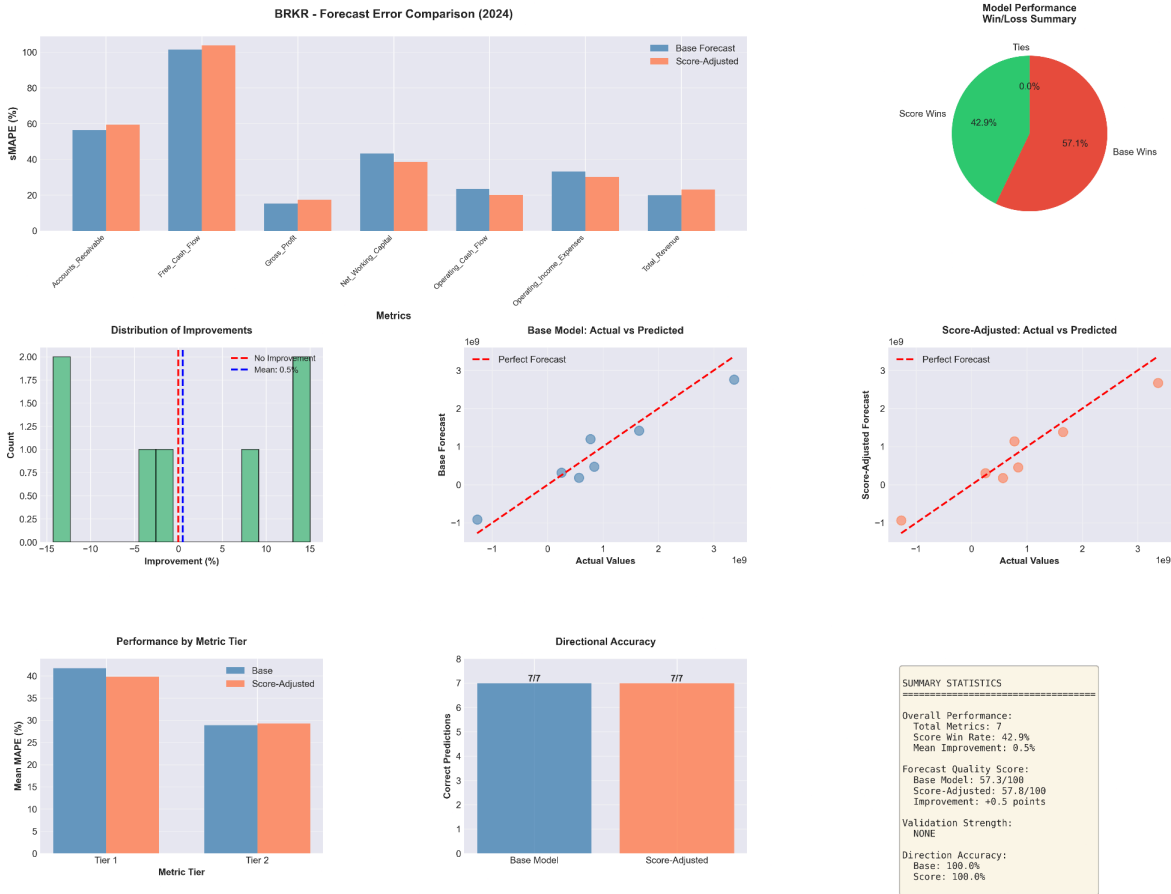 BRKR - Forecast Error Comparison (2024)
sMAPE (%)
100
80
60
40
20
0
Base Forecast
Score-Adjusted
Accounts_Receivable
Free_Cash_Flow
Gross_Profit
Net_Working_Capital
Operating_Cash_Flow
Operating_Income_Expenses
Total_Revenue
Metrics
Model Performance
Win/Loss Summary
Ties
0.0%
Score Wins
42.9%
57.1%
Base Wins
Distribution of Improvements
Count
2.00
1.75
1.50
1.25
1.00
0.75
0.50
0.25
0.00
No Improvement
Mean: 0.5%
−15
−10
−5
0
5
10
15
Improvement (%)
Base Model: Actual vs Predicted
1e9
Perfect Forecast
Base Forecast
3
2
1
0
−1
−1
0
1
2
3
1e9
Actual Values
Score-Adjusted: Actual vs Predicted
1e9
Perfect Forecast
Score-Adjusted Forecast
3
2
1
0
−1
−1
0
1
2
3
1e9
Actual Values
Performance by Metric Tier
Mean MAPE (%)
40
35
30
25
20
15
10
5
0
Base
Score-Adjusted
Tier 1
Tier 2
Metric Tier
Directional Accuracy
Correct Predictions
8
7
6
5
4
3
2
1
0
7/7
7/7
Base Model
Score-Adjusted
SUMMARY STATISTICS
===================================
Overall Performance:
Total Metrics: 7
Score Win Rate: 42.9%
Mean Improvement: 0.5%
Forecast Quality Score:
Base Model: 57.3/100
Score-Adjusted: 57.8/100
Improvement: +0.5 points
Validation Strength:
NONE
Direction Accuracy:
Base: 100.0%
Score: 100.0%